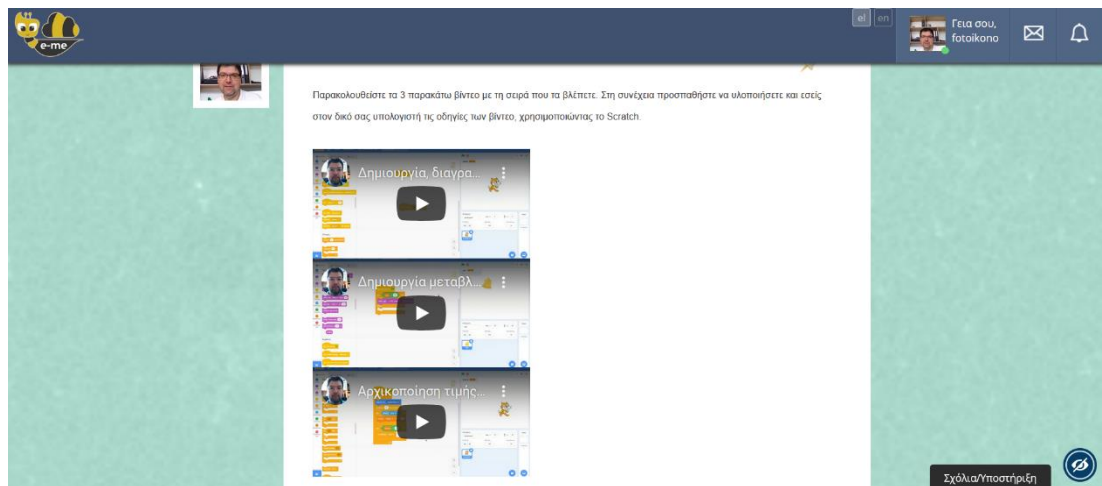 e-me
el en
Γεια σου,
fotoikono
Παρακολουθείστε τα 3 παρακάτω βίντεο με τη σειρά που τα βλέπετε. Στη συνέχεια προσπαθήστε να υλοποιήσετε και εσείς
στον δικό σας υπολογιστή τις οδηγίες των βίντεο, χρησιμοποιώντας το Scratch.
Δημιουργία, διαγρα...
Δημιουργία μεταβλ...
Αρχικοποίηση τιμής...
Σχόλια/Υποστήριξη